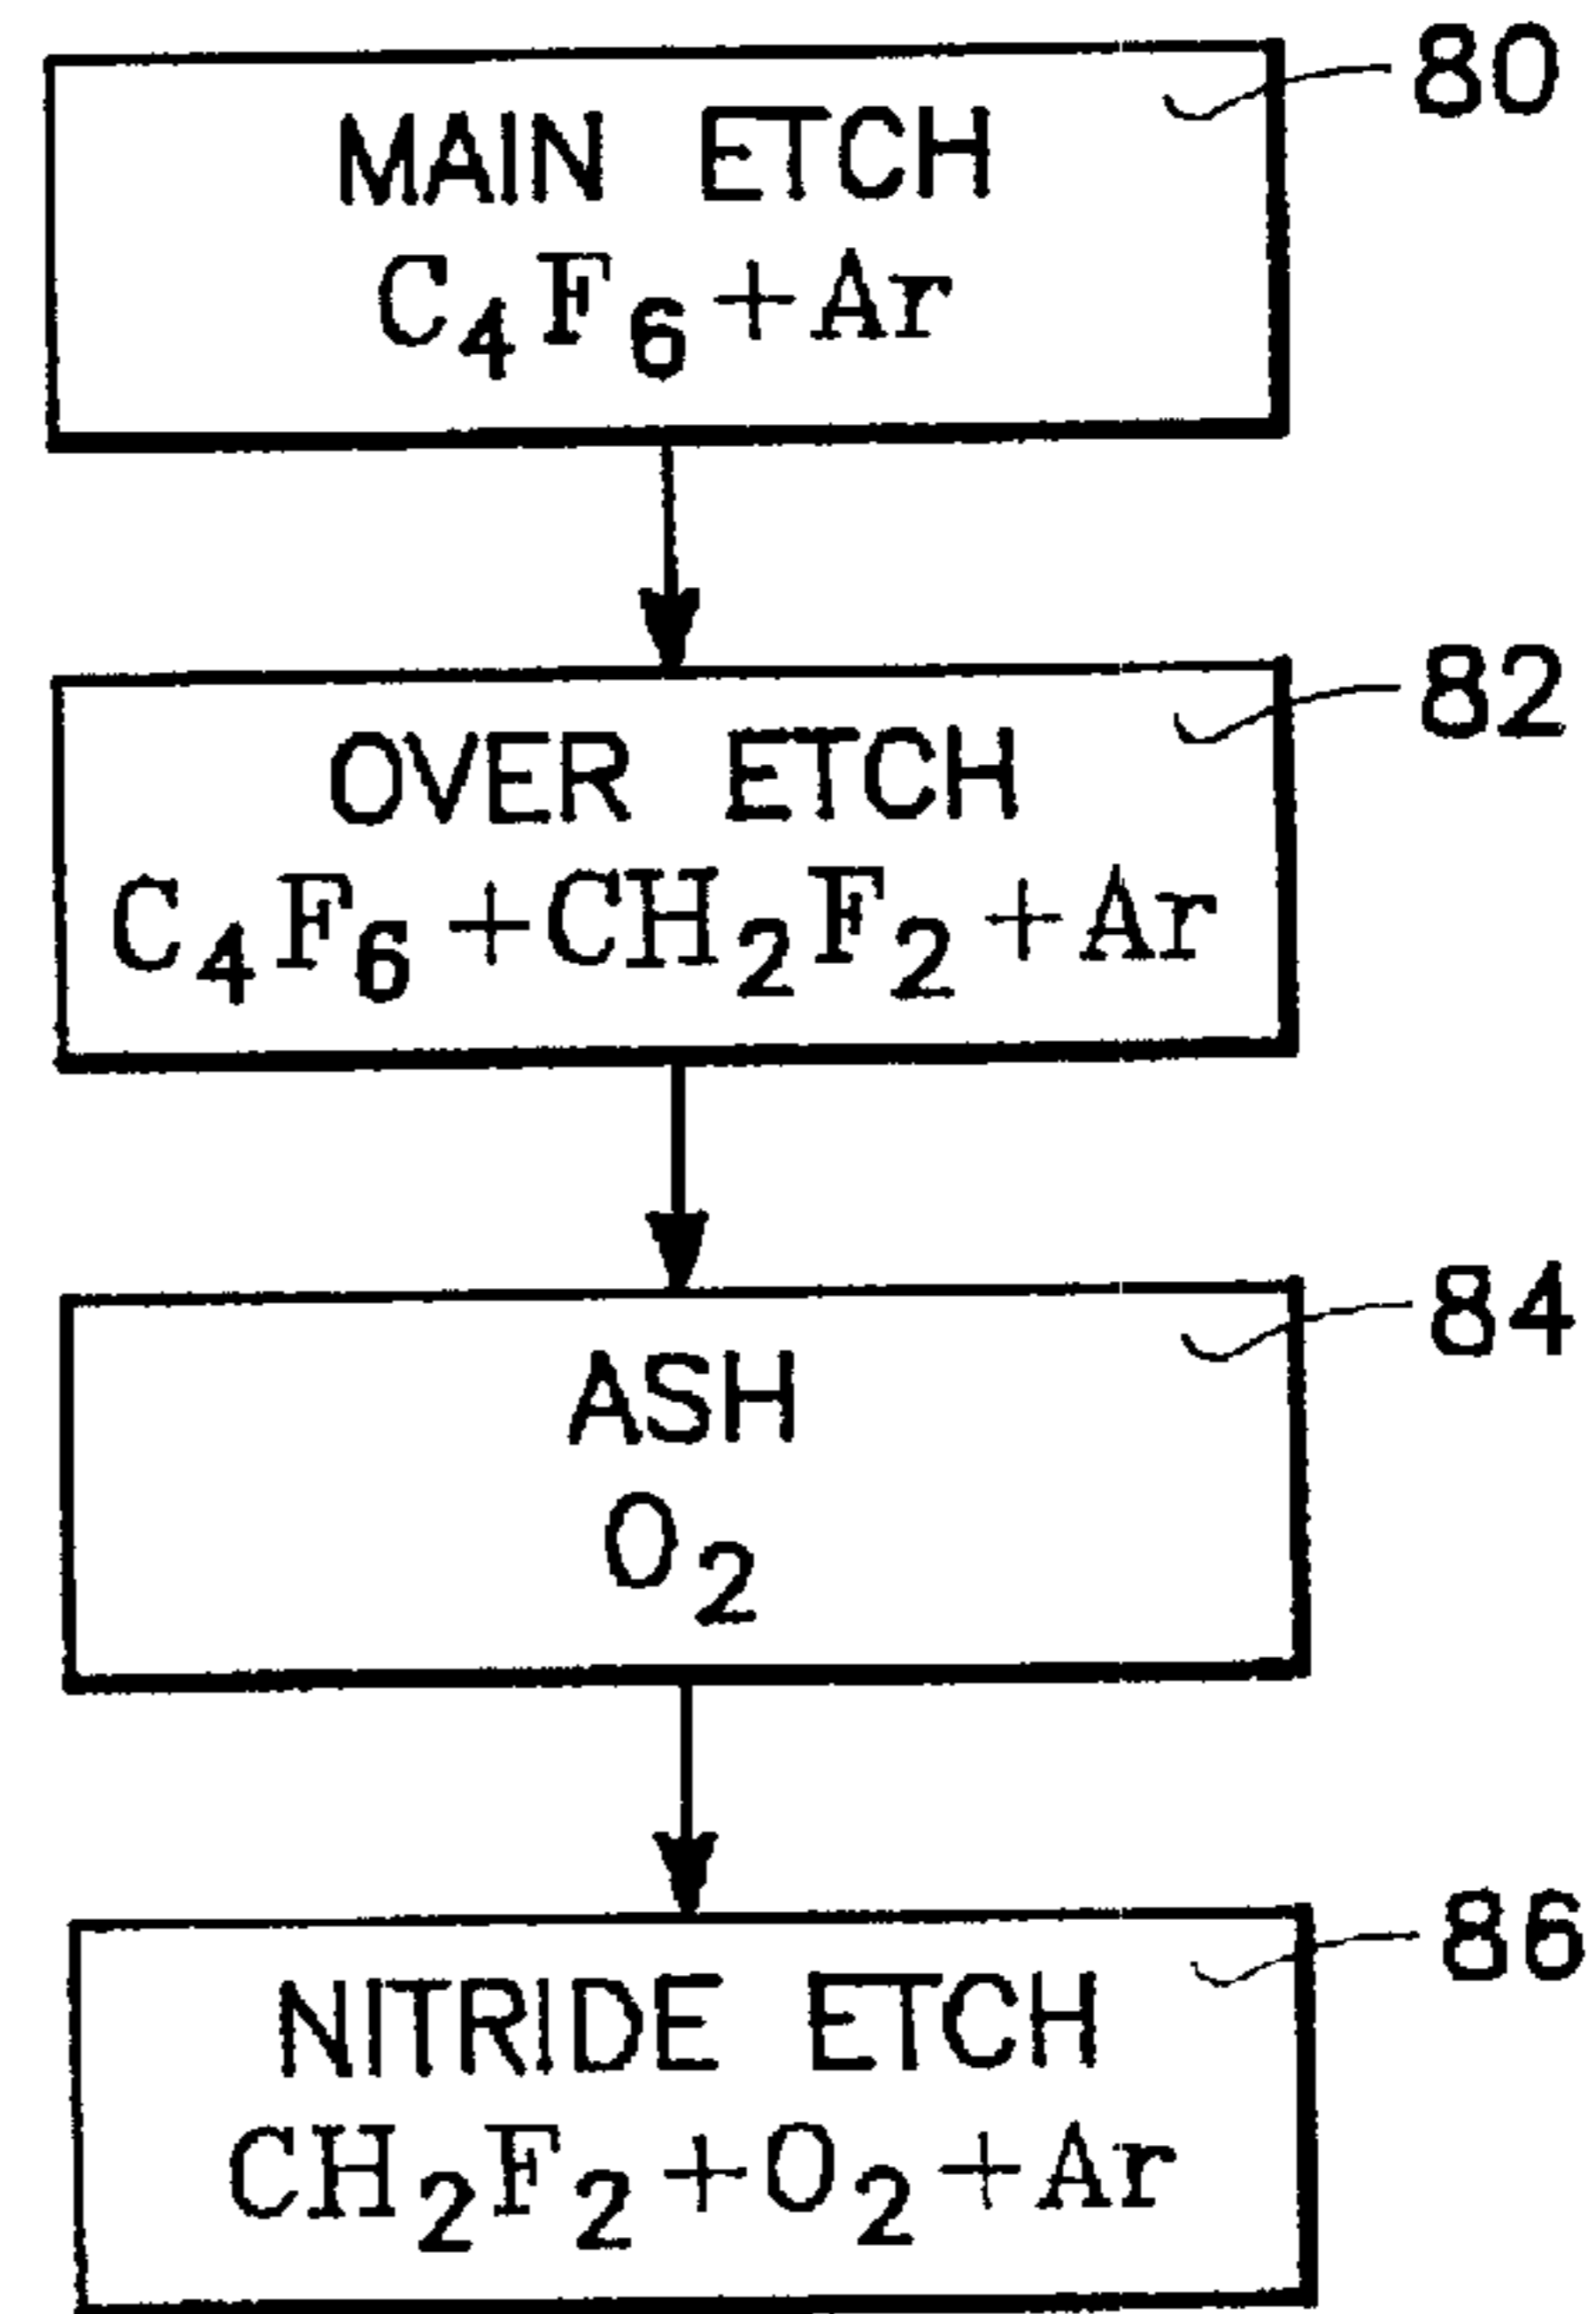 80
MAIN ETCH
C₄F₆+Ar
82
OVER ETCH
C₄F₆+CH₂F₂+Ar
84
ASH
O₂
86
NITRIDE ETCH
CH₂F₂+O₂+Ar